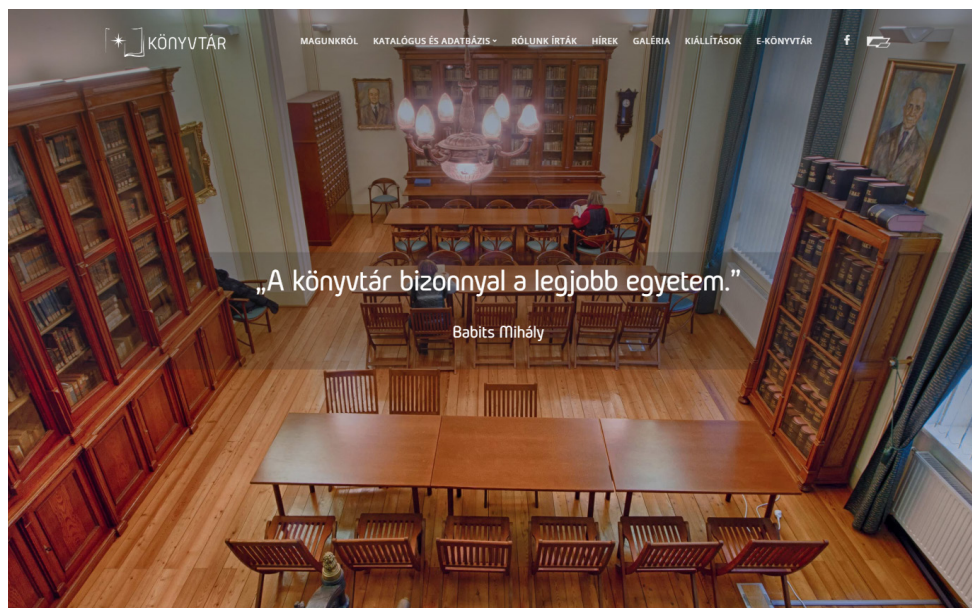 KÖNYVTÁR
MAGUNKRÓL KATALÓGUS ÉS ADATBÁZIS RÓLUNK ÍRTÁK HÍREK GALÉRIA KIÁLLÍTÁSOK E-KÖNYVTÁR
„A könyvtár bizonnyal a legjobb egyetem.”
Babits Mihály